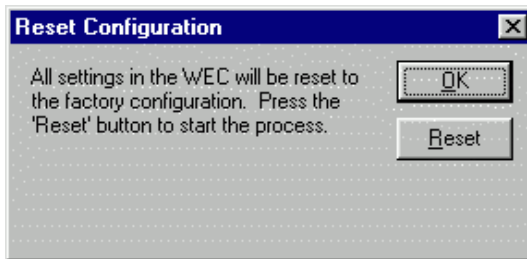 Reset Configuration
All settings in the WEC will be reset to
the factory configuration. Press the
'Reset' button to start the process.
OK
Reset